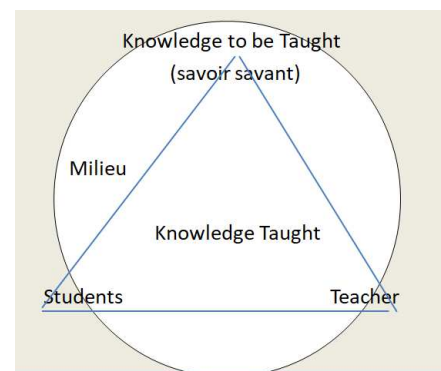 Knowledge to be Taught
(savoir savant)
Milieu
Knowledge Taught
Students
Teacher